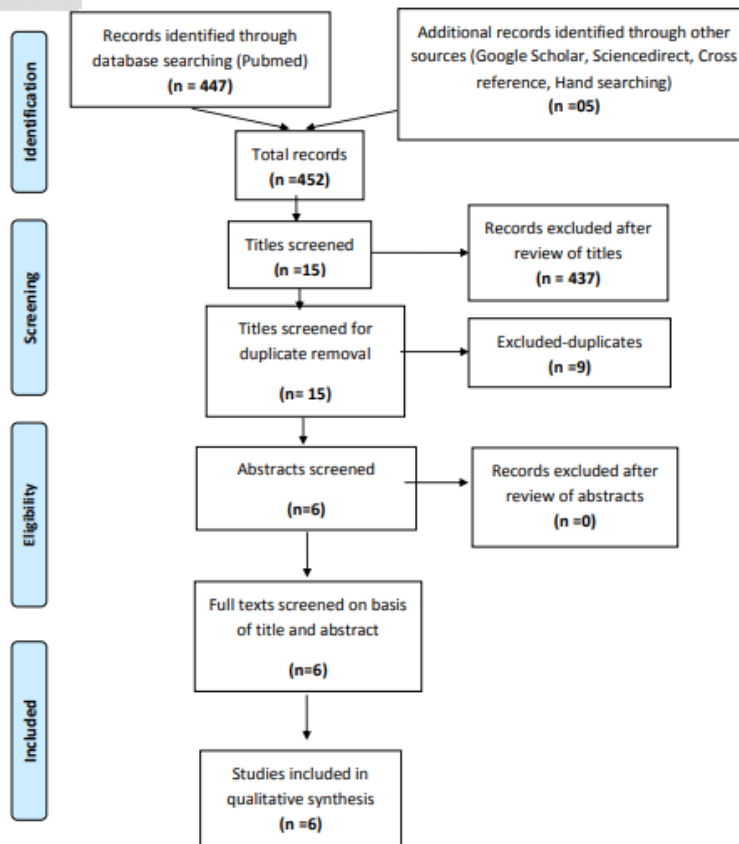 Identification
Records identified through
database searching (Pubmed)
(n = 447)
Additional records identified through other
sources (Google Scholar, Sciencedirect, Cross
reference, Hand searching)
(n =05)
Total records
(n =452)
Screening
Titles screened
(n =15)
Records excluded after
review of titles
(n = 437)
Titles screened for
duplicate removal
(n= 15)
Excluded-duplicates
(n =9)
Eligibility
Abstracts screened
(n=6)
Records excluded after
review of abstracts
(n =0)
Full texts screened on basis
of title and abstract
(n=6)
Included
Studies included in
qualitative synthesis
(n =6)